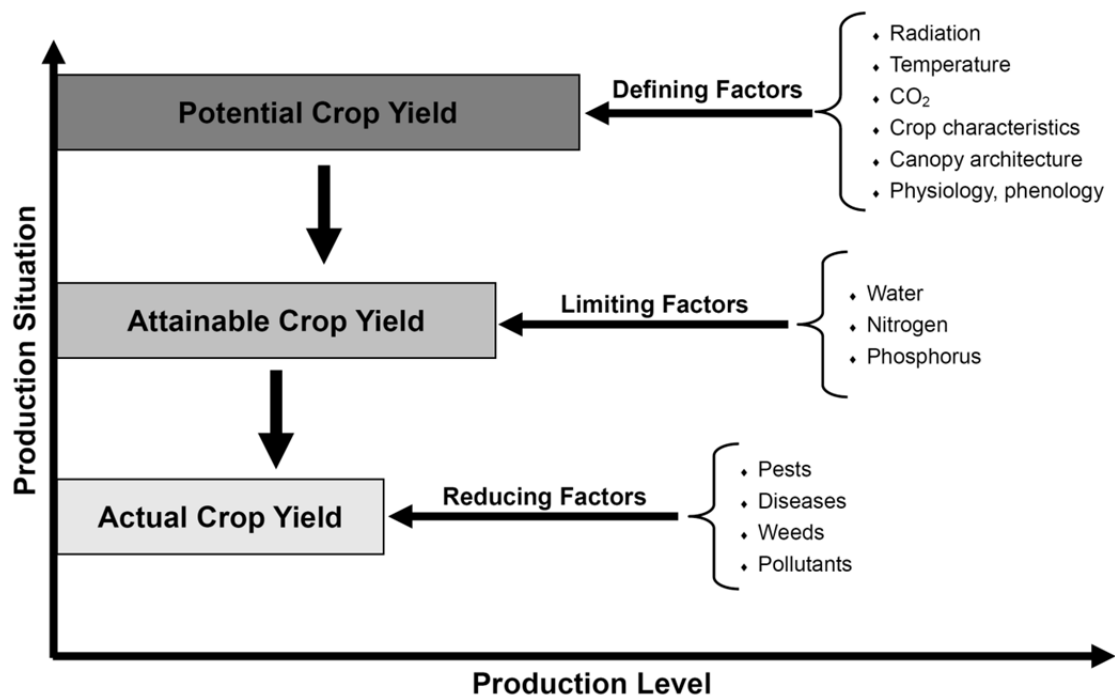 Production Situation
Potential Crop Yield
Defining Factors
⬧ Radiation
⬧ Temperature
⬧ CO₂
⬧ Crop characteristics
⬧ Canopy architecture
⬧ Physiology, phenology
Attainable Crop Yield
Limiting Factors
⬧ Water
⬧ Nitrogen
⬧ Phosphorus
Actual Crop Yield
Reducing Factors
⬧ Pests
⬧ Diseases
⬧ Weeds
⬧ Pollutants
Production Level